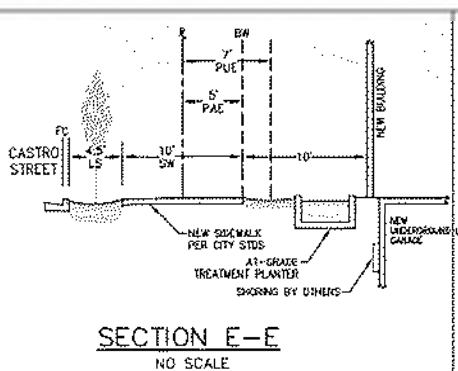 P
BW
7'
PUE
5'
PAE
FC
CASTRO
STREET
4.5'
LS
10'
SW
10'
NEW BUILDING
NEW SIDEWALK
PER CITY STDS
AT-GRADE
TREATMENT PLANTER
SHORING BY OTHERS
NEW
UNDERGROUND
GARAGE
SECTION E-E
NO SCALE